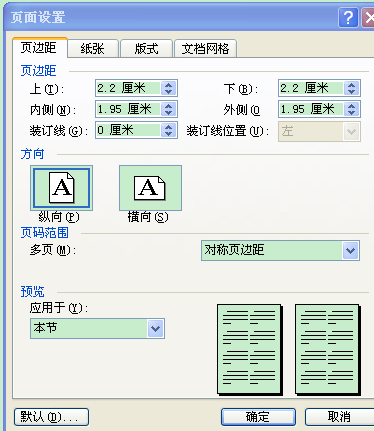 页面设置
页边距 纸张 版式 文档网格
页边距
上(T): 2.2 厘米 下(B): 2.2 厘米
内侧(N): 1.95 厘米 外侧(O 1.95 厘米
装订线(G): 0 厘米 装订线位置(U): 左
方向
A A
纵向(P) 横向(S)
页码范围
多页(M): 对称页边距
预览
应用于(Y):
本节
默认(D)... 确定 取消